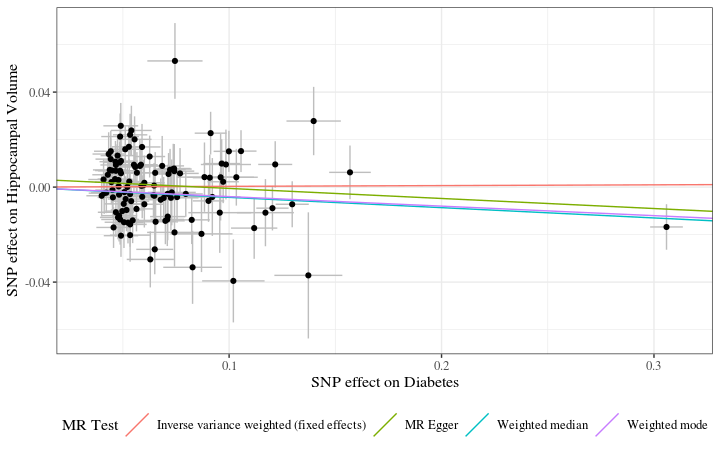 SNP effect on Hippocampal Volume
0.04
0.00
-0.04
0.1
0.2
0.3
SNP effect on Diabetes
MR Test
Inverse variance weighted (fixed effects)
MR Egger
Weighted median
Weighted mode